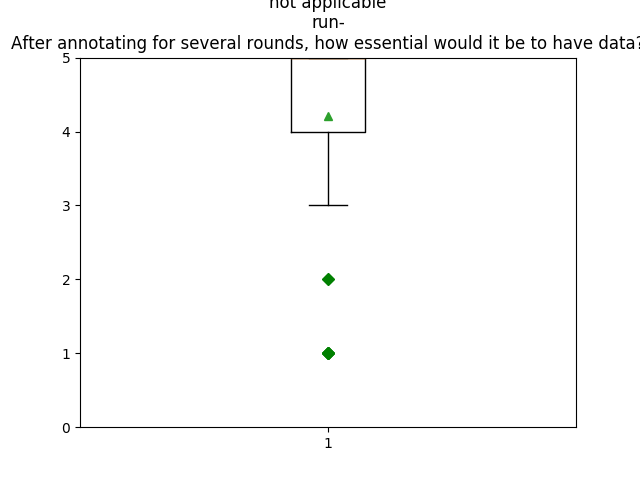 not applicable
run-
After annotating for several rounds, how essential would it be to have data?
5
4
3
2
1
0
1